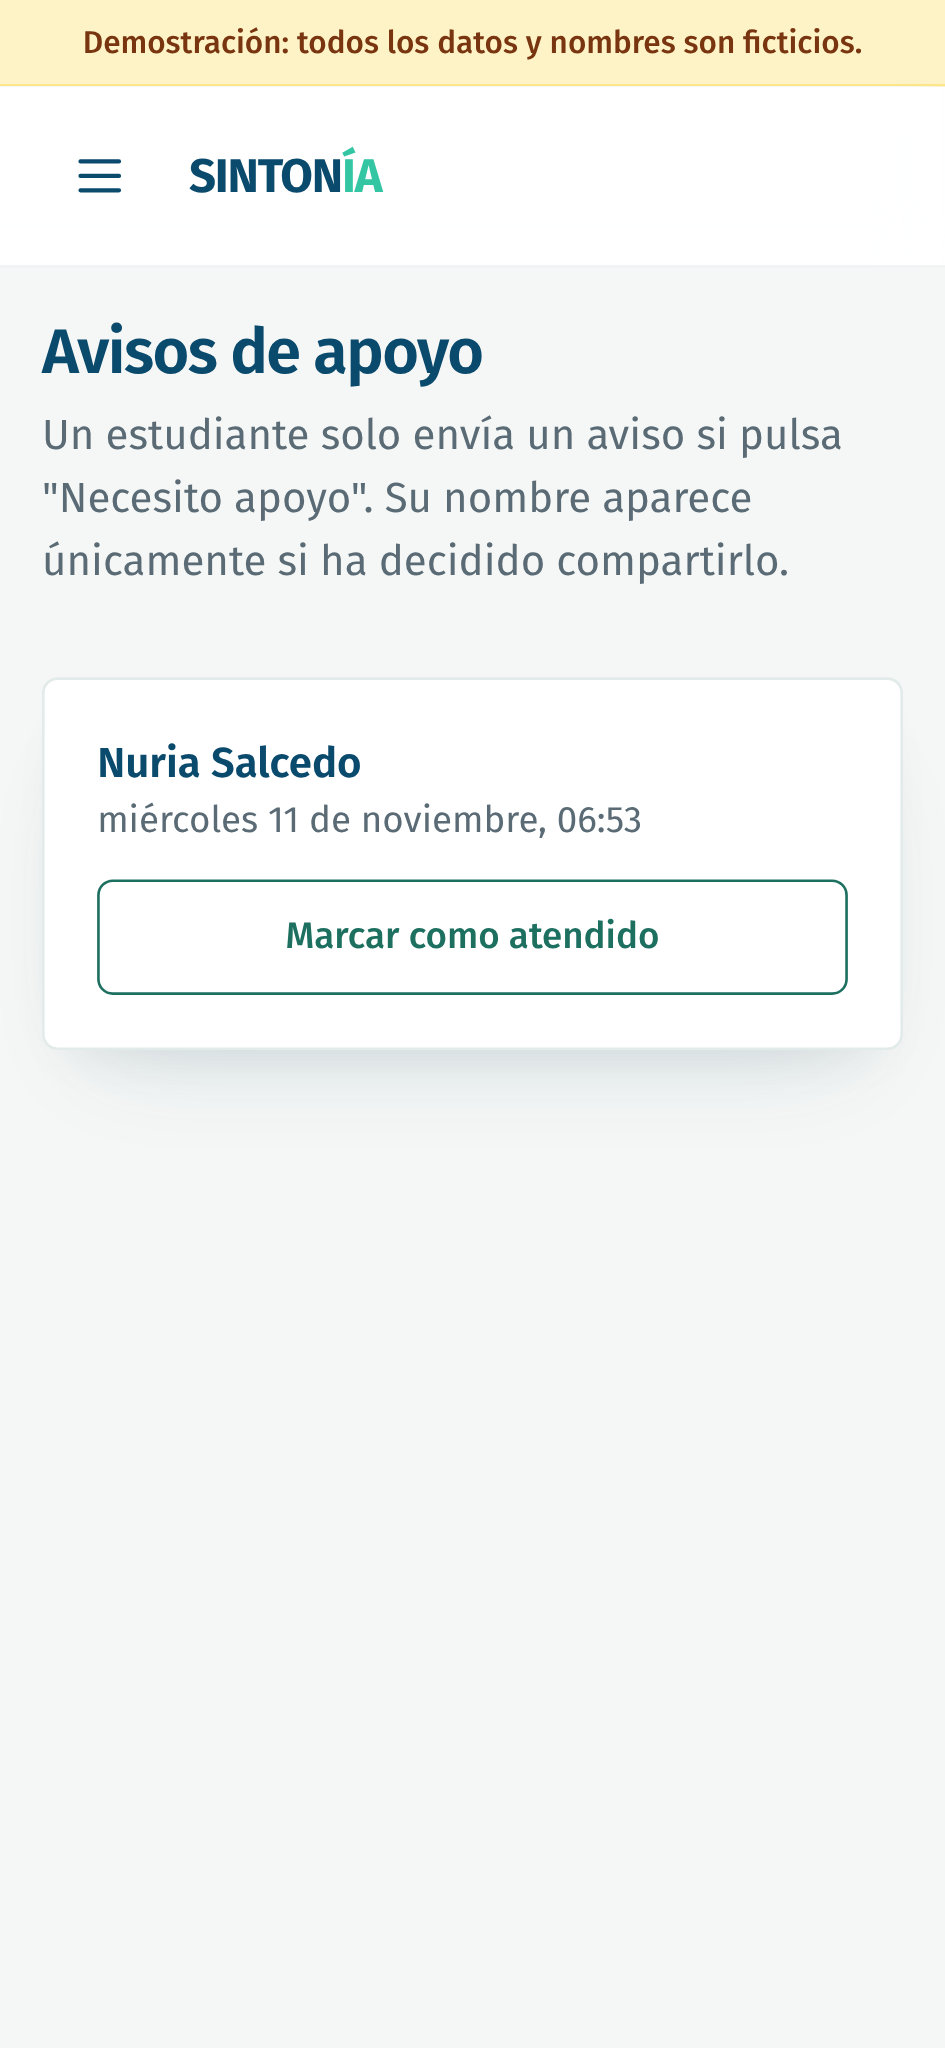 Demostración: todos los datos y nombres son ficticios.
SINTONÍA
Avisos de apoyo
Un estudiante solo envía un aviso si pulsa
"Necesito apoyo". Su nombre aparece
únicamente si ha decidido compartirlo.
Nuria Salcedo
miércoles 11 de noviembre, 06:53
Marcar como atendido